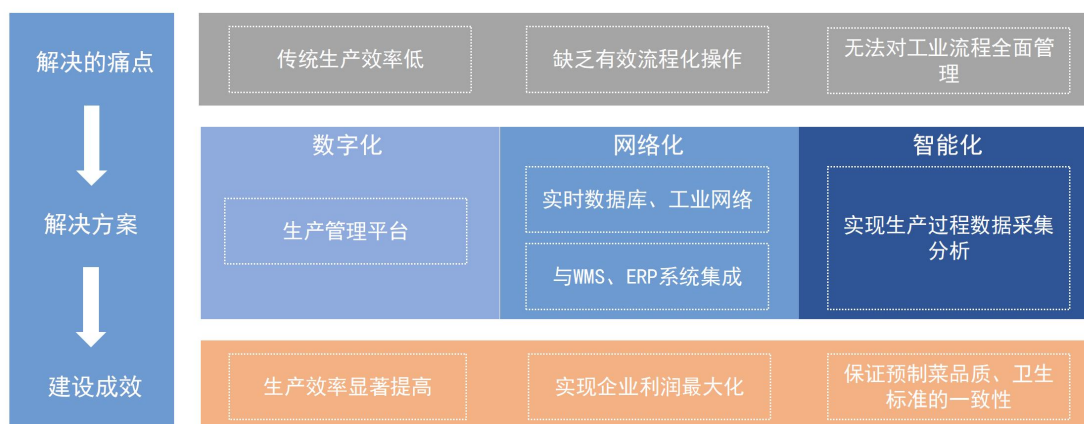 解决的痛点
传统生产效率低
缺乏有效流程化操作
无法对工业流程全面管
理
解决方案
数字化
生产管理平台
网络化
实时数据库、工业网络
与WMS、ERP系统集成
智能化
实现生产过程数据采集
分析
建设成效
生产效率显著提高
实现企业利润最大化
保证预制菜品质、卫生
标准的一致性